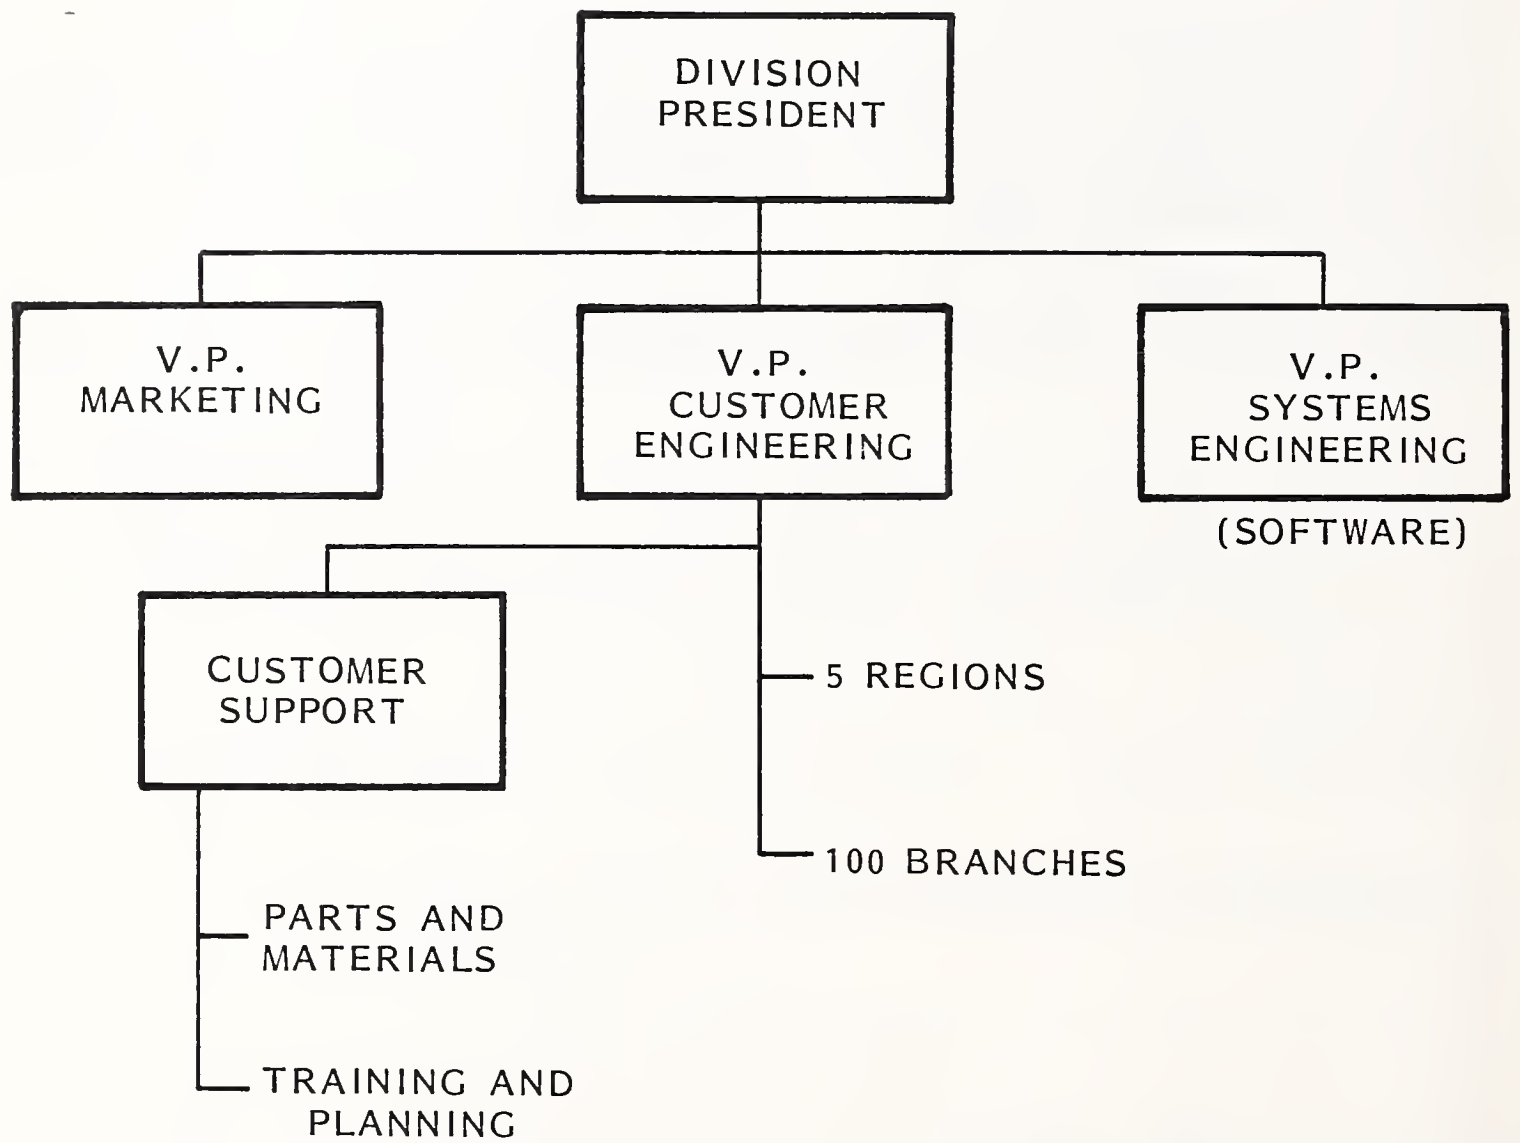 DIVISION
PRESIDENT
V.P.
MARKETING
V.P.
CUSTOMER
ENGINEERING
V.P.
SYSTEMS
ENGINEERING
(SOFTWARE)
CUSTOMER
SUPPORT
5 REGIONS
100 BRANCHES
PARTS AND
MATERIALS
TRAINING AND
PLANNING